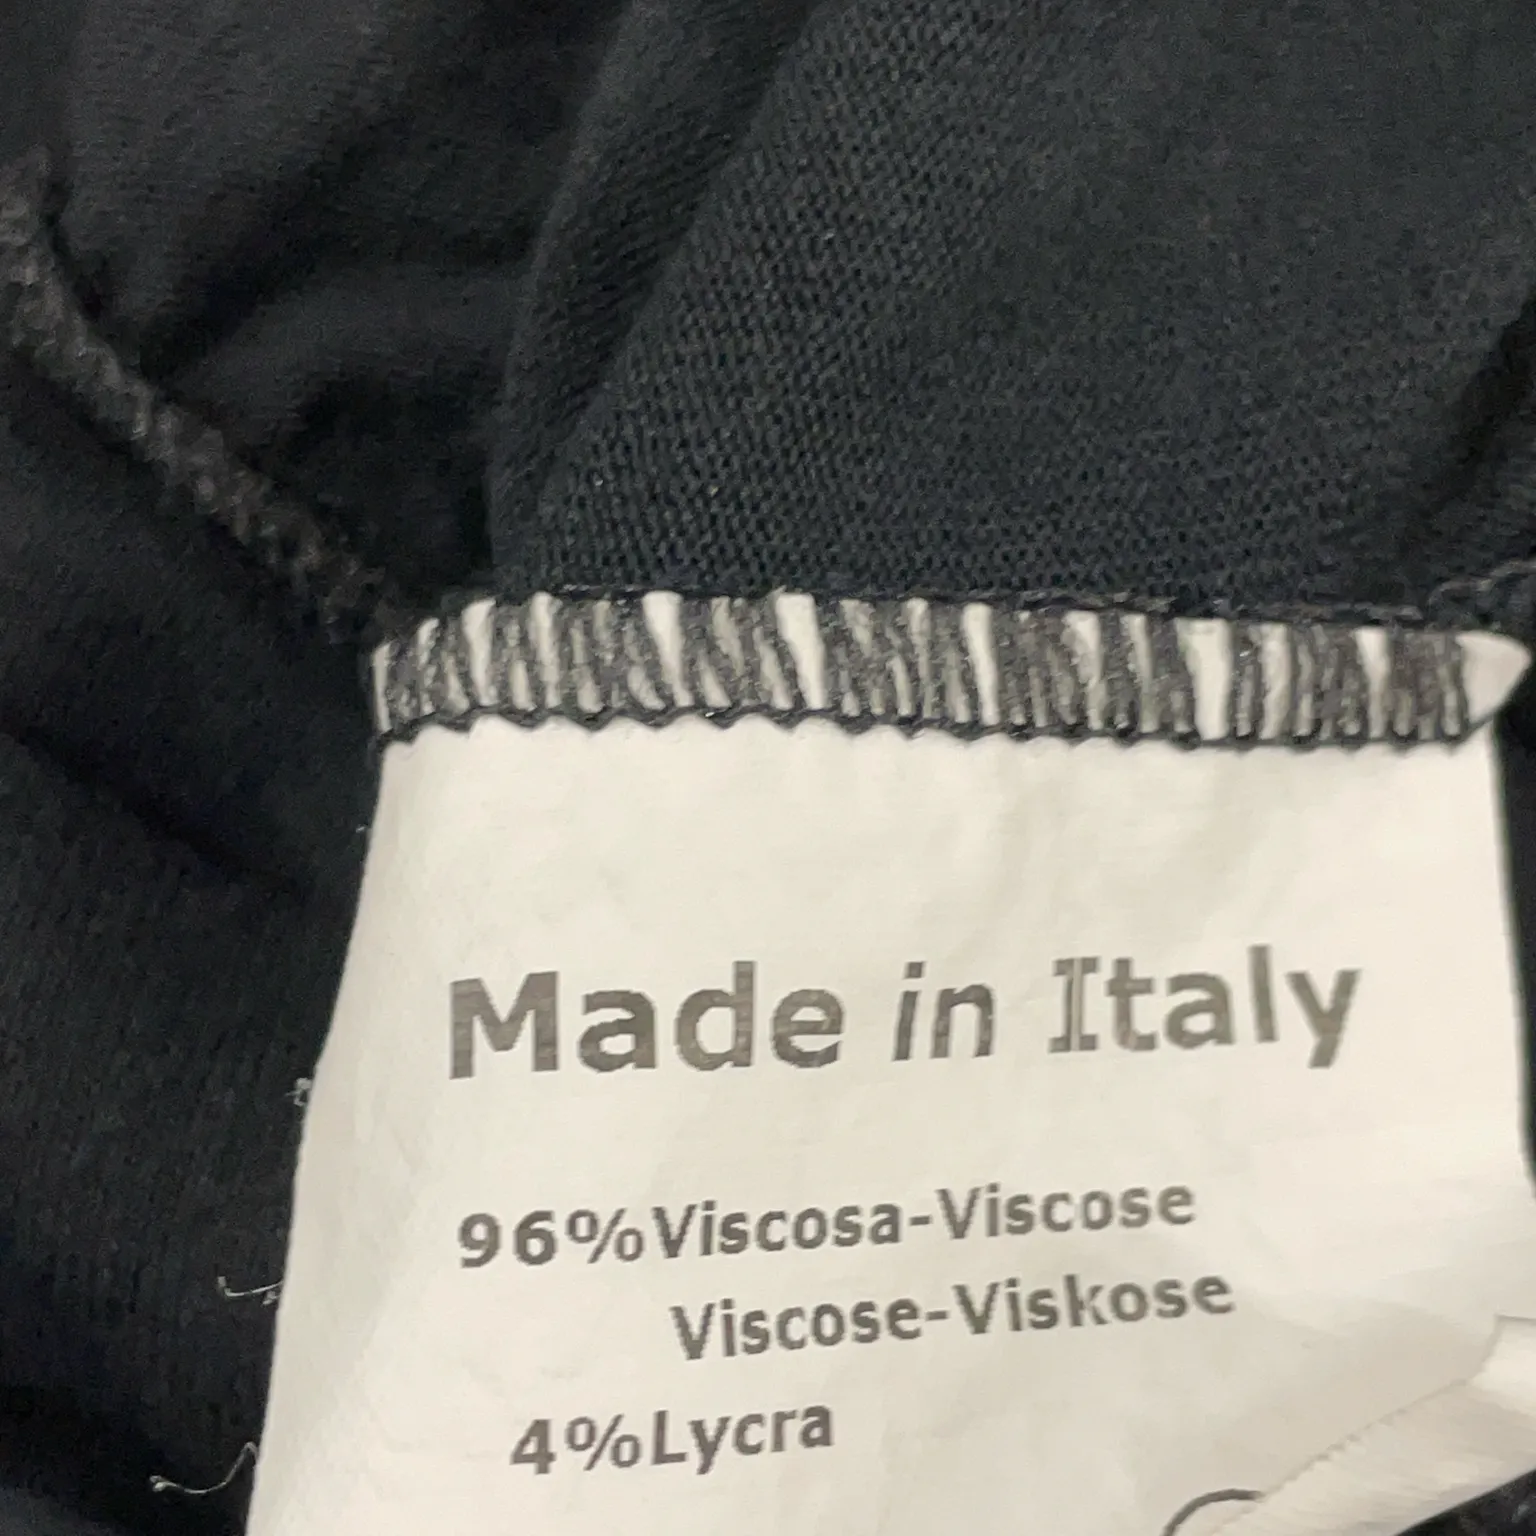 Made in Italy
96%Viscosa-Viscose
Viscose-Viskose
4%Lycra